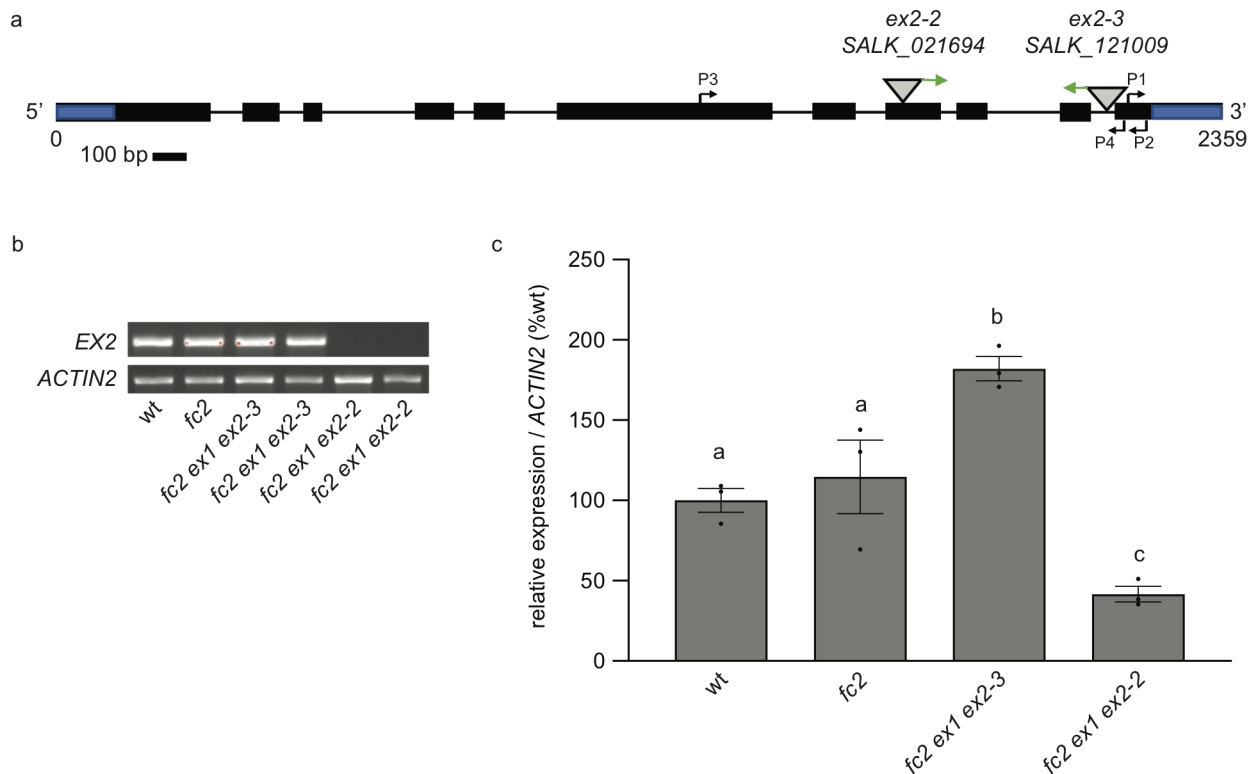 a
ex2-2
SALK_021694
ex2-3
SALK_121009
P3
P1
5’
3’
P4
P2
0
2359
100 bp
b
EX2
ACTIN2
wt
fc2
fc2 ex1 ex2-3
fc2 ex1 ex2-3
fc2 ex1 ex2-2
fc2 ex1 ex2-2
c
relative expression / ACTIN2 (%wt)
250
200
150
100
50
0
a
a
b
c
wt
fc2
fc2 ex1 ex2-3
fc2 ex1 ex2-2